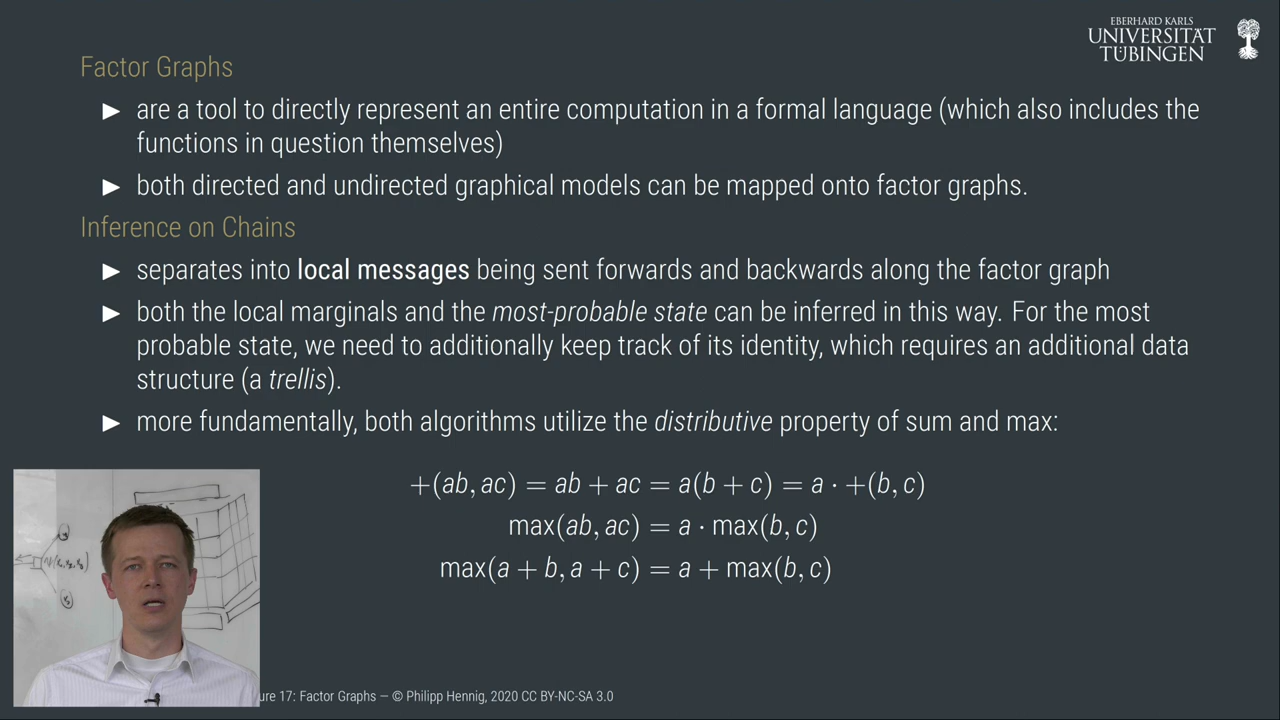 EBERHARD KARLS
UNIVERSITÄT
TÜBINGEN
Factor Graphs
▶ are a tool to directly represent an entire computation in a formal language (which also includes the
functions in question themselves)
▶ both directed and undirected graphical models can be mapped onto factor graphs.
Inference on Chains
▶ separates into local messages being sent forwards and backwards along the factor graph
▶ both the local marginals and the most-probable state can be inferred in this way. For the most
probable state, we need to additionally keep track of its identity, which requires an additional data
structure (a trellis).
▶ more fundamentally, both algorithms utilize the distributive property of sum and max:
+(ab, ac) = ab + ac = a(b + c) = a · +(b, c)
max(ab, ac) = a · max(b, c)
max(a + b, a + c) = a + max(b, c)
ure 17: Factor Graphs — © Philipp Hennig, 2020 CC BY-NC-SA 3.0